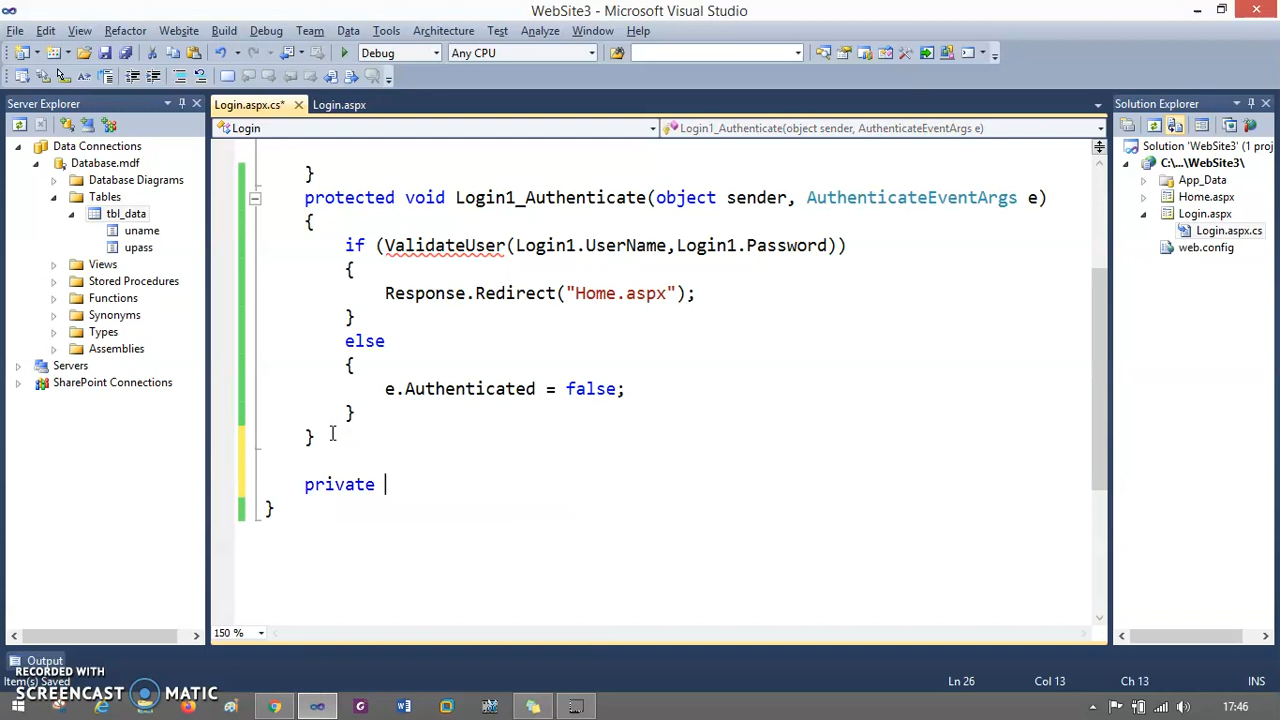 WebSite3 - Microsoft Visual Studio
File Edit View Refactor Website Build Debug Team Data Tools Architecture Test Analyze Window Help
Debug Any CPU
Server Explorer
Data Connections
Database.mdf
Database Diagrams
Tables
tbl_data
uname
upass
Views
Stored Procedures
Functions
Synonyms
Types
Assemblies
Servers
SharePoint Connections
Login.aspx.cs* Login.aspx
Login Login1_Authenticate(object sender, AuthenticateEventArgs e)
}
protected void Login1_Authenticate(object sender, AuthenticateEventArgs e)
{
if (ValidateUser(Login1.UserName,Login1.Password))
{
Response.Redirect("Home.aspx");
}
else
{
e.Authenticated = false;
}
}
private
}
150 %
Solution Explorer
Solution 'WebSite3' (1 proj
C:\...\WebSite3\
App_Data
Home.aspx
Login.aspx
Login.aspx.cs
web.config
Output
RECORDED WITH
SCREENCAST MATIC
Item(s) Saved
Ln 26 Col 13 Ch 13 INS
17:46